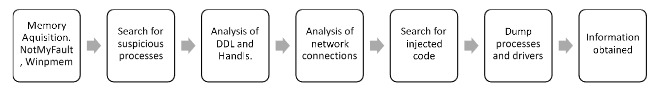 Memory
Aquisition.
NotMyFault
, Winpmem
Search for
suspicious
processes
Analysis of
DDL and
Handls.
Analysis of
network
connections
Search for
injected
code
Dump
processes
and drivers
Information
obtained